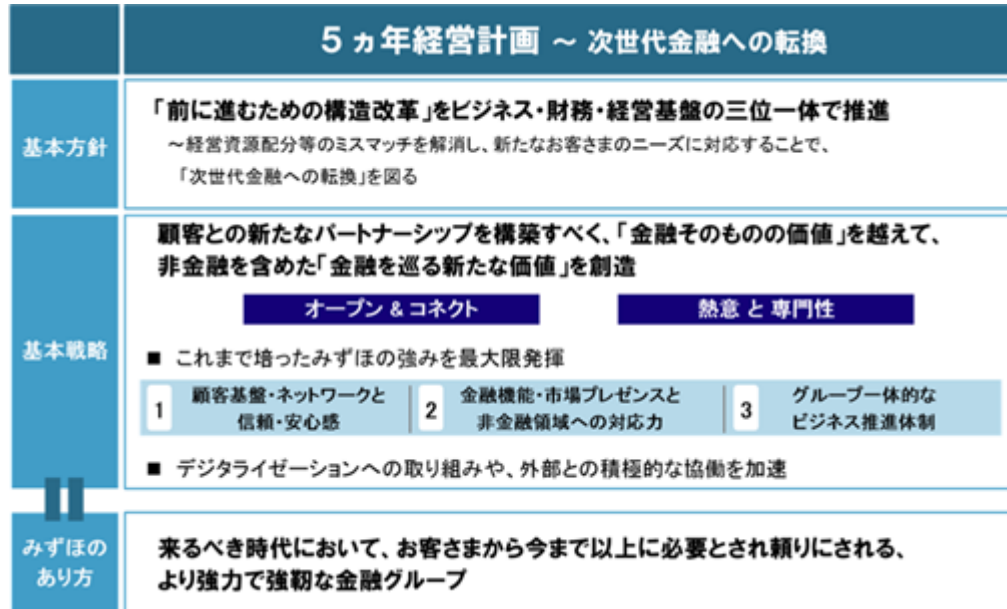 5ヵ年経営計画 ～ 次世代金融への転換
基本方針
「前に進むための構造改革」をビジネス・財務・経営基盤の三位一体で推進
～経営資源配分等のミスマッチを解消し、新たなお客さまのニーズに対応することで、
「次世代金融への転換」を図る
基本戦略
顧客との新たなパートナーシップを構築すべく、「金融そのものの価値」を越えて、
非金融を含めた「金融を巡る新たな価値」を創造
オープン & コネクト
熱意 と 専門性
■ これまで培ったみずほの強みを最大限発揮
1 顧客基盤・ネットワークと
信頼・安心感
2 金融機能・市場プレゼンスと
非金融領域への対応力
3 グループ一体的な
ビジネス推進体制
■ デジタライゼーションへの取り組みや、外部との積極的な協働を加速
みずほの
あり方
来るべき時代において、お客さまから今まで以上に必要とされ頼りにされる、
より強力で強靭な金融グループ